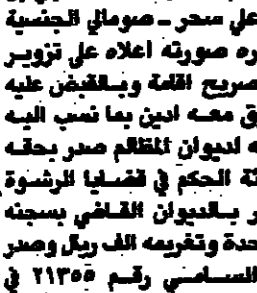 علي سحر - صومالي الجنسية
ره صورته اعلاه على تزوير
صريح اقامة وبالقبض عليه
ق معه ادين بما نسب اليه
ه لديوان المظالم صدر بحقه
ئة الحكم في قضايا الرشوة
ر بالديوان القاضي بسجنه
حدة وتغريمه الف ريال وصدر
السامي رقم ٢١٣٥٥ في